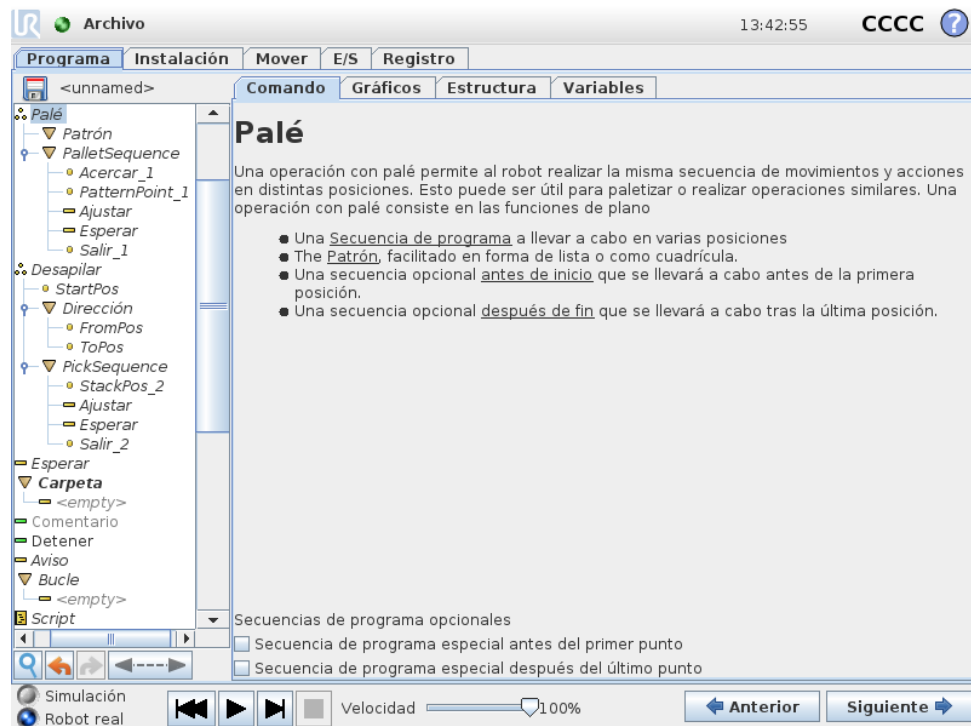 UR
Archivo
13:42:55
CCCC
?
Programa
Instalación
Mover
E/S
Registro
<unnamed>
Comando
Gráficos
Estructura
Variables
Palé
Patrón
PalletSequence
Acercar_1
PatternPoint_1
Ajustar
Esperar
Salir_1
Desapilar
StartPos
Dirección
FromPos
ToPos
PickSequence
StackPos_2
Ajustar
Esperar
Salir_2
Esperar
Carpeta
<empty>
Comentario
Detener
Aviso
Bucle
<empty>
Script
Palé
Una operación con palé permite al robot realizar la misma secuencia de movimientos y acciones
en distintas posiciones. Esto puede ser útil para paletizar o realizar operaciones similares. Una
operación con palé consiste en las funciones de plano
Una Secuencia de programa a llevar a cabo en varias posiciones
The Patrón, facilitado en forma de lista o como cuadrícula.
Una secuencia opcional antes de inicio que se llevará a cabo antes de la primera
posición.
Una secuencia opcional después de fin que se llevará a cabo tras la última posición.
Secuencias de programa opcionales
Secuencia de programa especial antes del primer punto
Secuencia de programa especial después del último punto
Simulación
Robot real
Velocidad
100%
Anterior
Siguiente